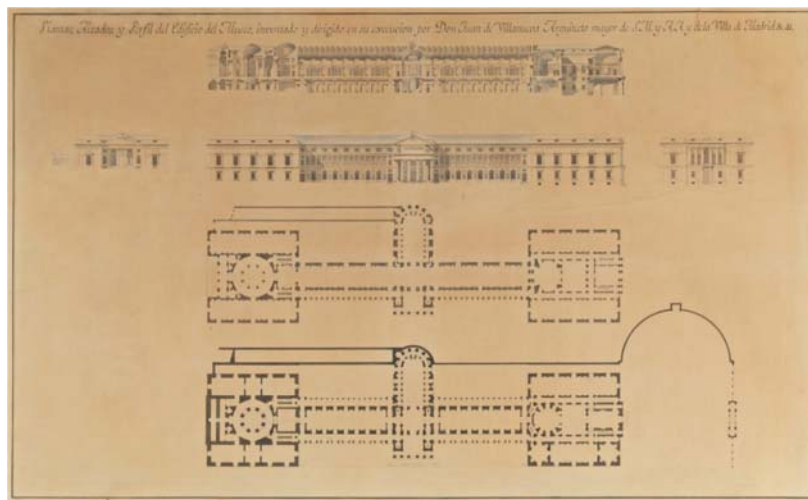 Plantas, Alzados y Perfil del Edificio del Museo, inventado y dirigido en su execucion por Don Juan de Villanueva Arquitecto mayor de S.M. y A.A. y de la Villa de Madrid